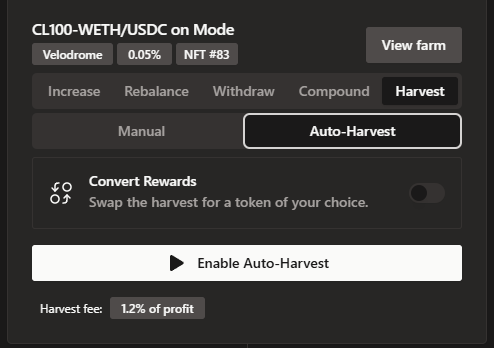 CL100-WETH/USDC on Mode
Velodrome 0.05% NFT #83
View farm
Increase Rebalance Withdraw Compound Harvest
Manual Auto-Harvest
Convert Rewards
Swap the harvest for a token of your choice.
Enable Auto-Harvest
Harvest fee: 1.2% of profit